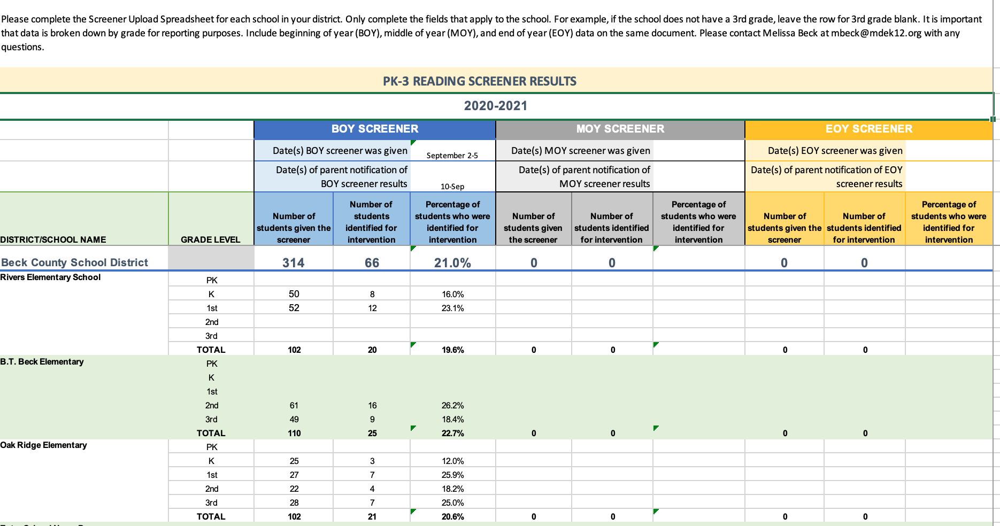 Please complete the Screener Upload Spreadsheet for each school in your district. Only complete the fields that apply to the school. For example, if the school does not have a 3rd grade, leave the row for 3rd grade blank. It is important
that data is broken down by grade for reporting purposes. Include beginning of year (BOY), middle of year (MOY), and end of year (EOY) data on the same document. Please contact Melissa Beck at mbeck@mdek12.org with any
questions.
PK-3 READING SCREENER RESULTS
2020-2021
BOY SCREENER MOY SCREENER EOY SCREENER
Date(s) BOY screener was given September 2-5 Date(s) MOY screener was given Date(s) EOY screener was given
Date(s) of parent notification of Date(s) of parent notification of Date(s) of parent notification of EOY
BOY screener results 10-Sep MOY screener results screener results
Number of Percentage of Percentage of Percentage of
Number of students students who were Number of Number of students who were Number of Number of students who were
students given the identified for identified for students given students identified identified for students given the students identified identified for
DISTRICT/SCHOOL NAME GRADE LEVEL screener intervention intervention the screener for intervention intervention screener for intervention intervention
Beck County School District 314 66 21.0% 0 0 0 0
Rivers Elementary School PK
K 50 8 16.0%
1st 52 12 23.1%
2nd
3rd
TOTAL 102 20 19.6% 0 0 0 0
B.T. Beck Elementary PK
K
1st
2nd 61 16 26.2%
3rd 49 9 18.4%
TOTAL 110 25 22.7% 0 0 0 0
Oak Ridge Elementary PK
K 25 3 12.0%
1st 27 7 25.9%
2nd 22 4 18.2%
3rd 28 7 25.0%
TOTAL 102 21 20.6% 0 0 0 0